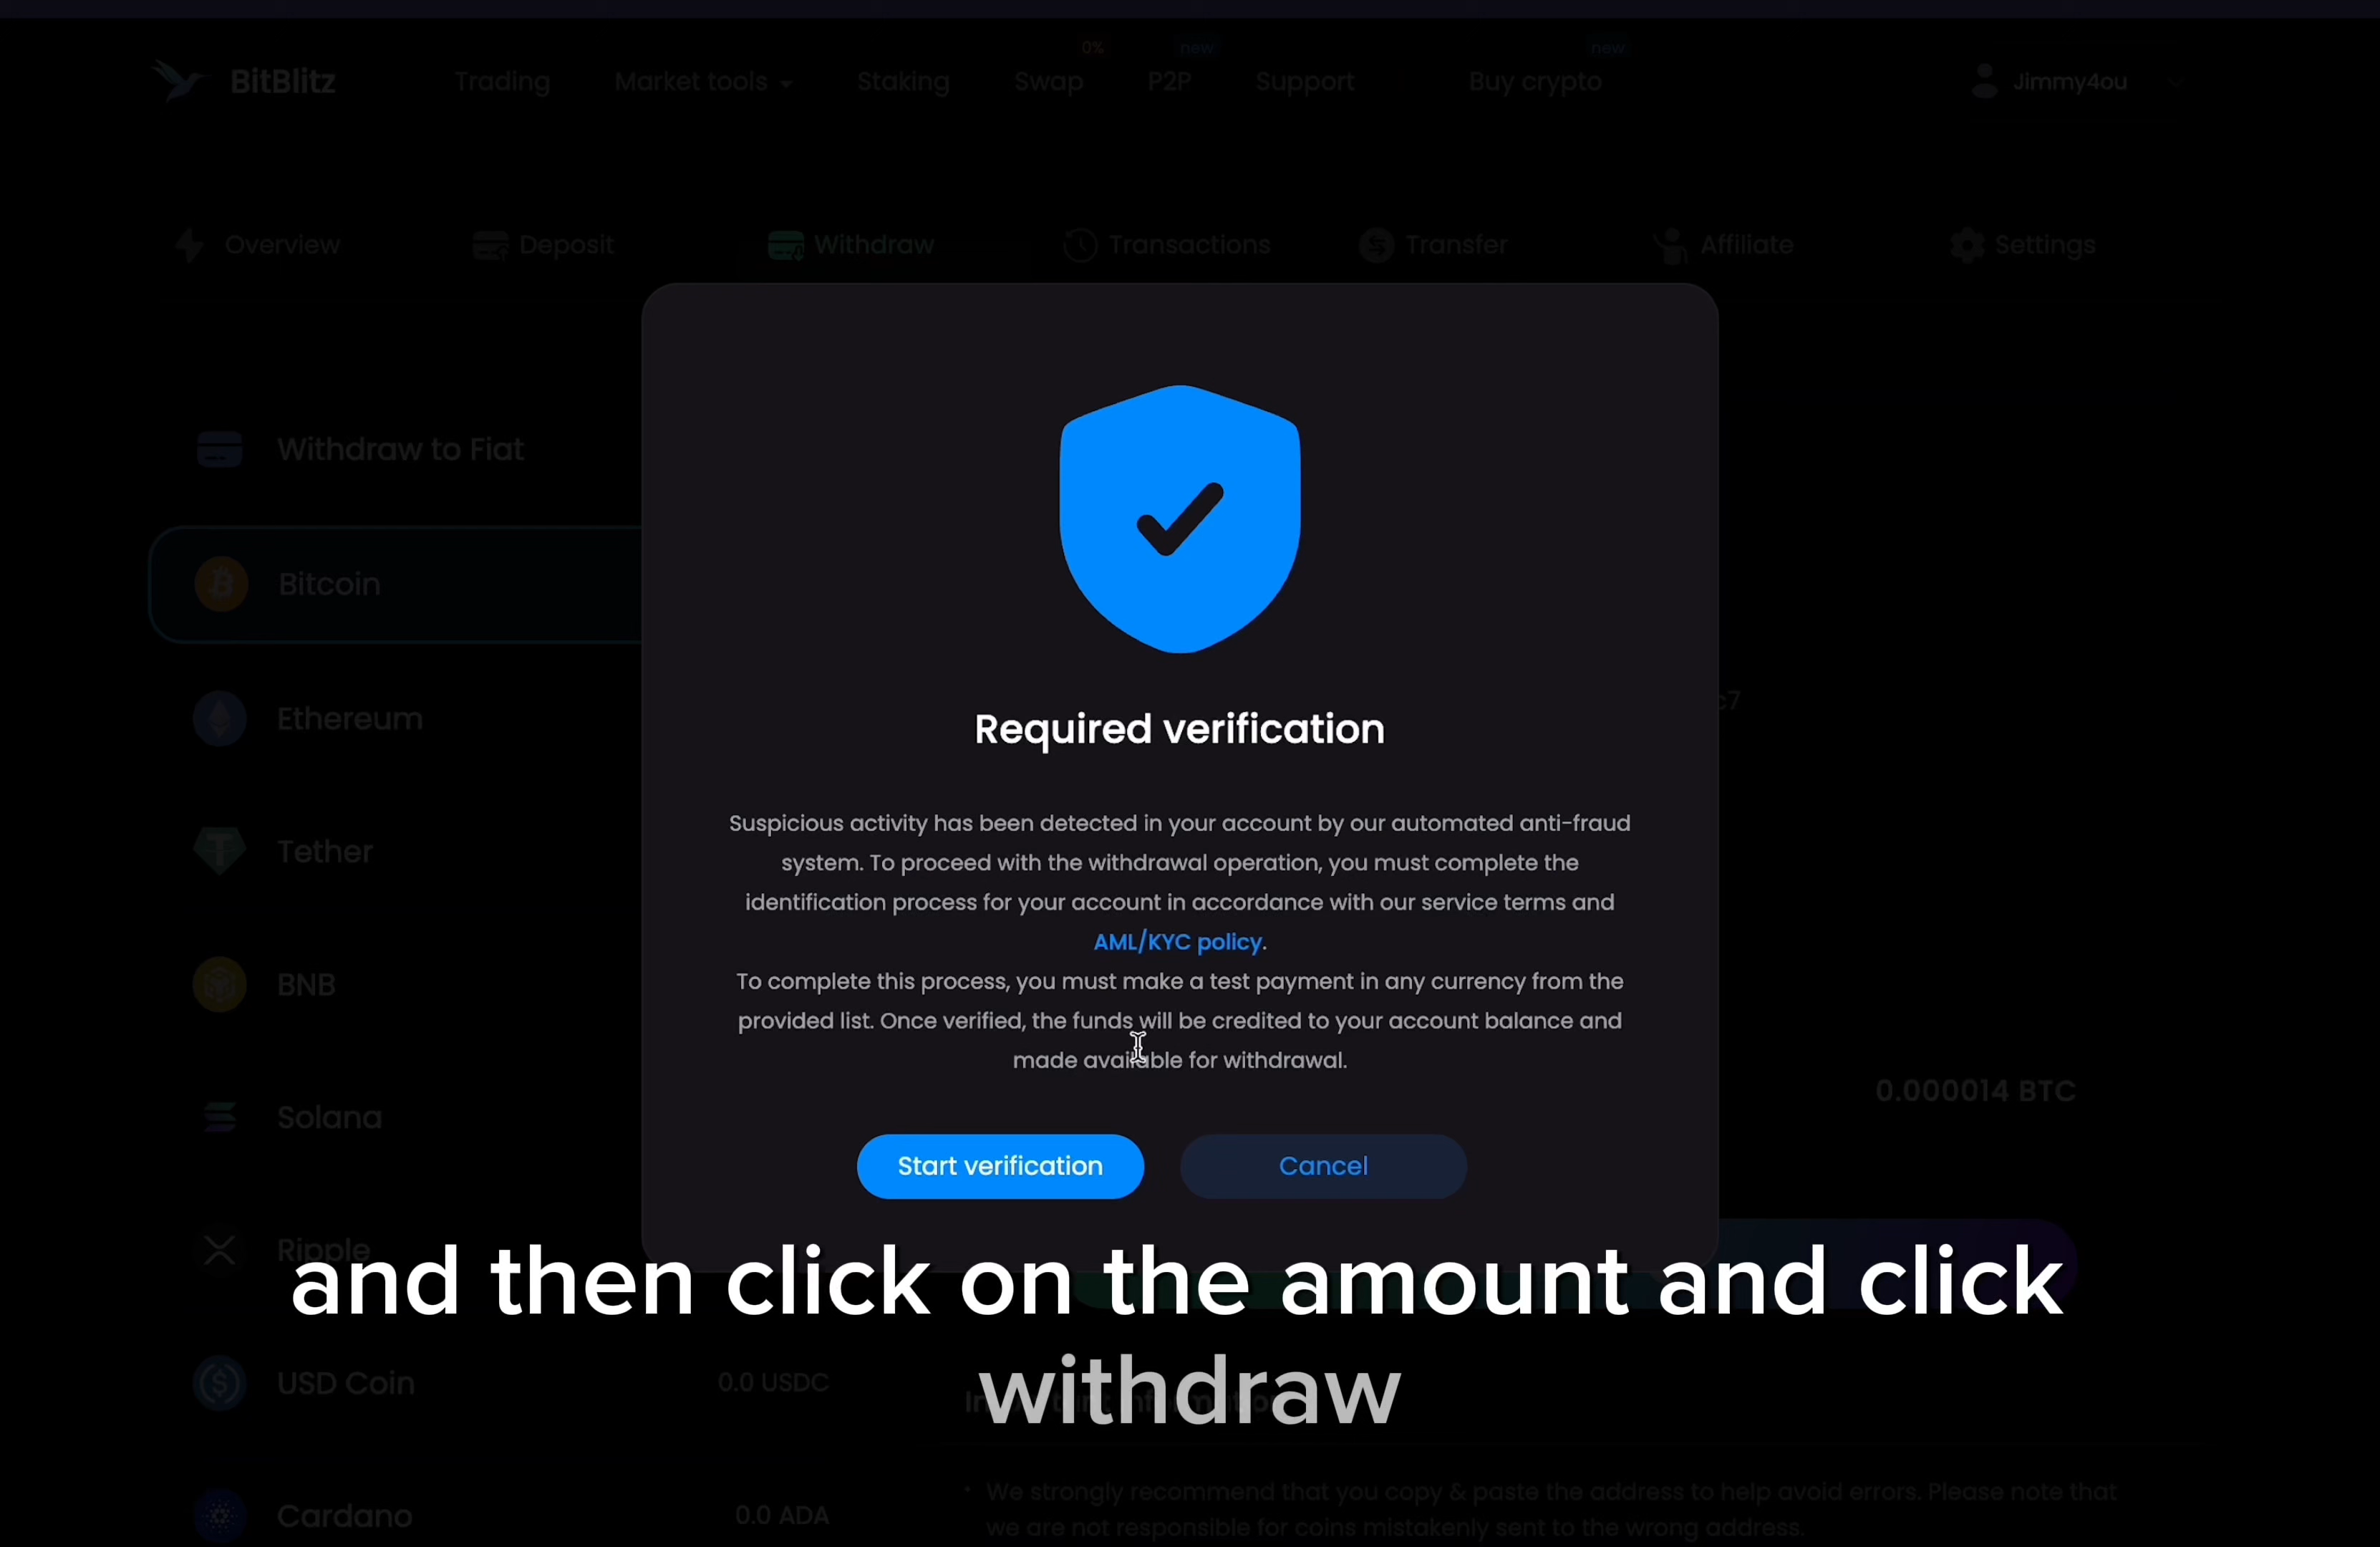 0% new new
BitBlitz Trading Market tools Staking Swap P2P Support Buy crypto Jimmy4ou
Overview Deposit Withdraw Transactions Transfer Affiliate Settings
Withdraw to Fiat
Bitcoin
Ethereum
c7
Tether
BNB
Solana
Ripple
USD Coin 0.0 USDC
Cardano 0.0 ADA
Required verification
Suspicious activity has been detected in your account by our automated anti-fraud
system. To proceed with the withdrawal operation, you must complete the
identification process for your account in accordance with our service terms and
AML/KYC policy.
To complete this process, you must make a test payment in any currency from the
provided list. Once verified, the funds will be credited to your account balance and
made available for withdrawal.
0.000014 BTC
Start verification Cancel
and then click on the amount and click
withdraw
• We strongly recommend that you copy & paste the address to help avoid errors. Please note that
we are not responsible for coins mistakenly sent to the wrong address.